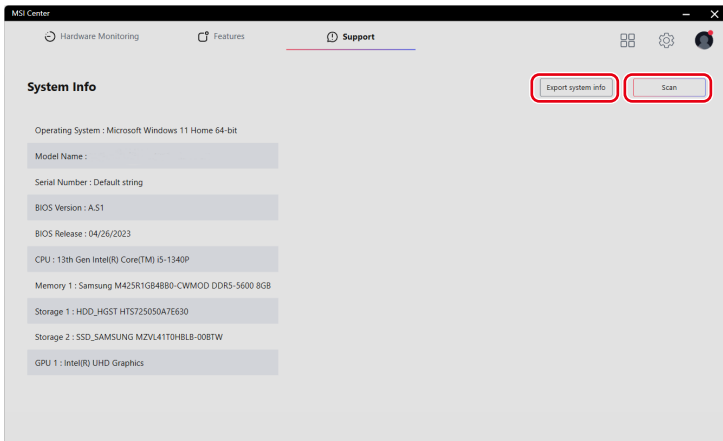 MSI Center
Hardware Monitoring
Features
Support
System Info
Export system info
Scan
Operating System : Microsoft Windows 11 Home 64-bit
Model Name :
Serial Number : Default string
BIOS Version : A.S1
BIOS Release : 04/26/2023
CPU : 13th Gen Intel(R) Core(TM) i5-1340P
Memory 1 : Samsung M425R1GB4BB0-CWMOD DDR5-5600 8GB
Storage 1 : HDD_HGST HTS725050A7E630
Storage 2 : SSD_SAMSUNG MZVL41T0HBLB-00BTW
GPU 1 : Intel(R) UHD Graphics